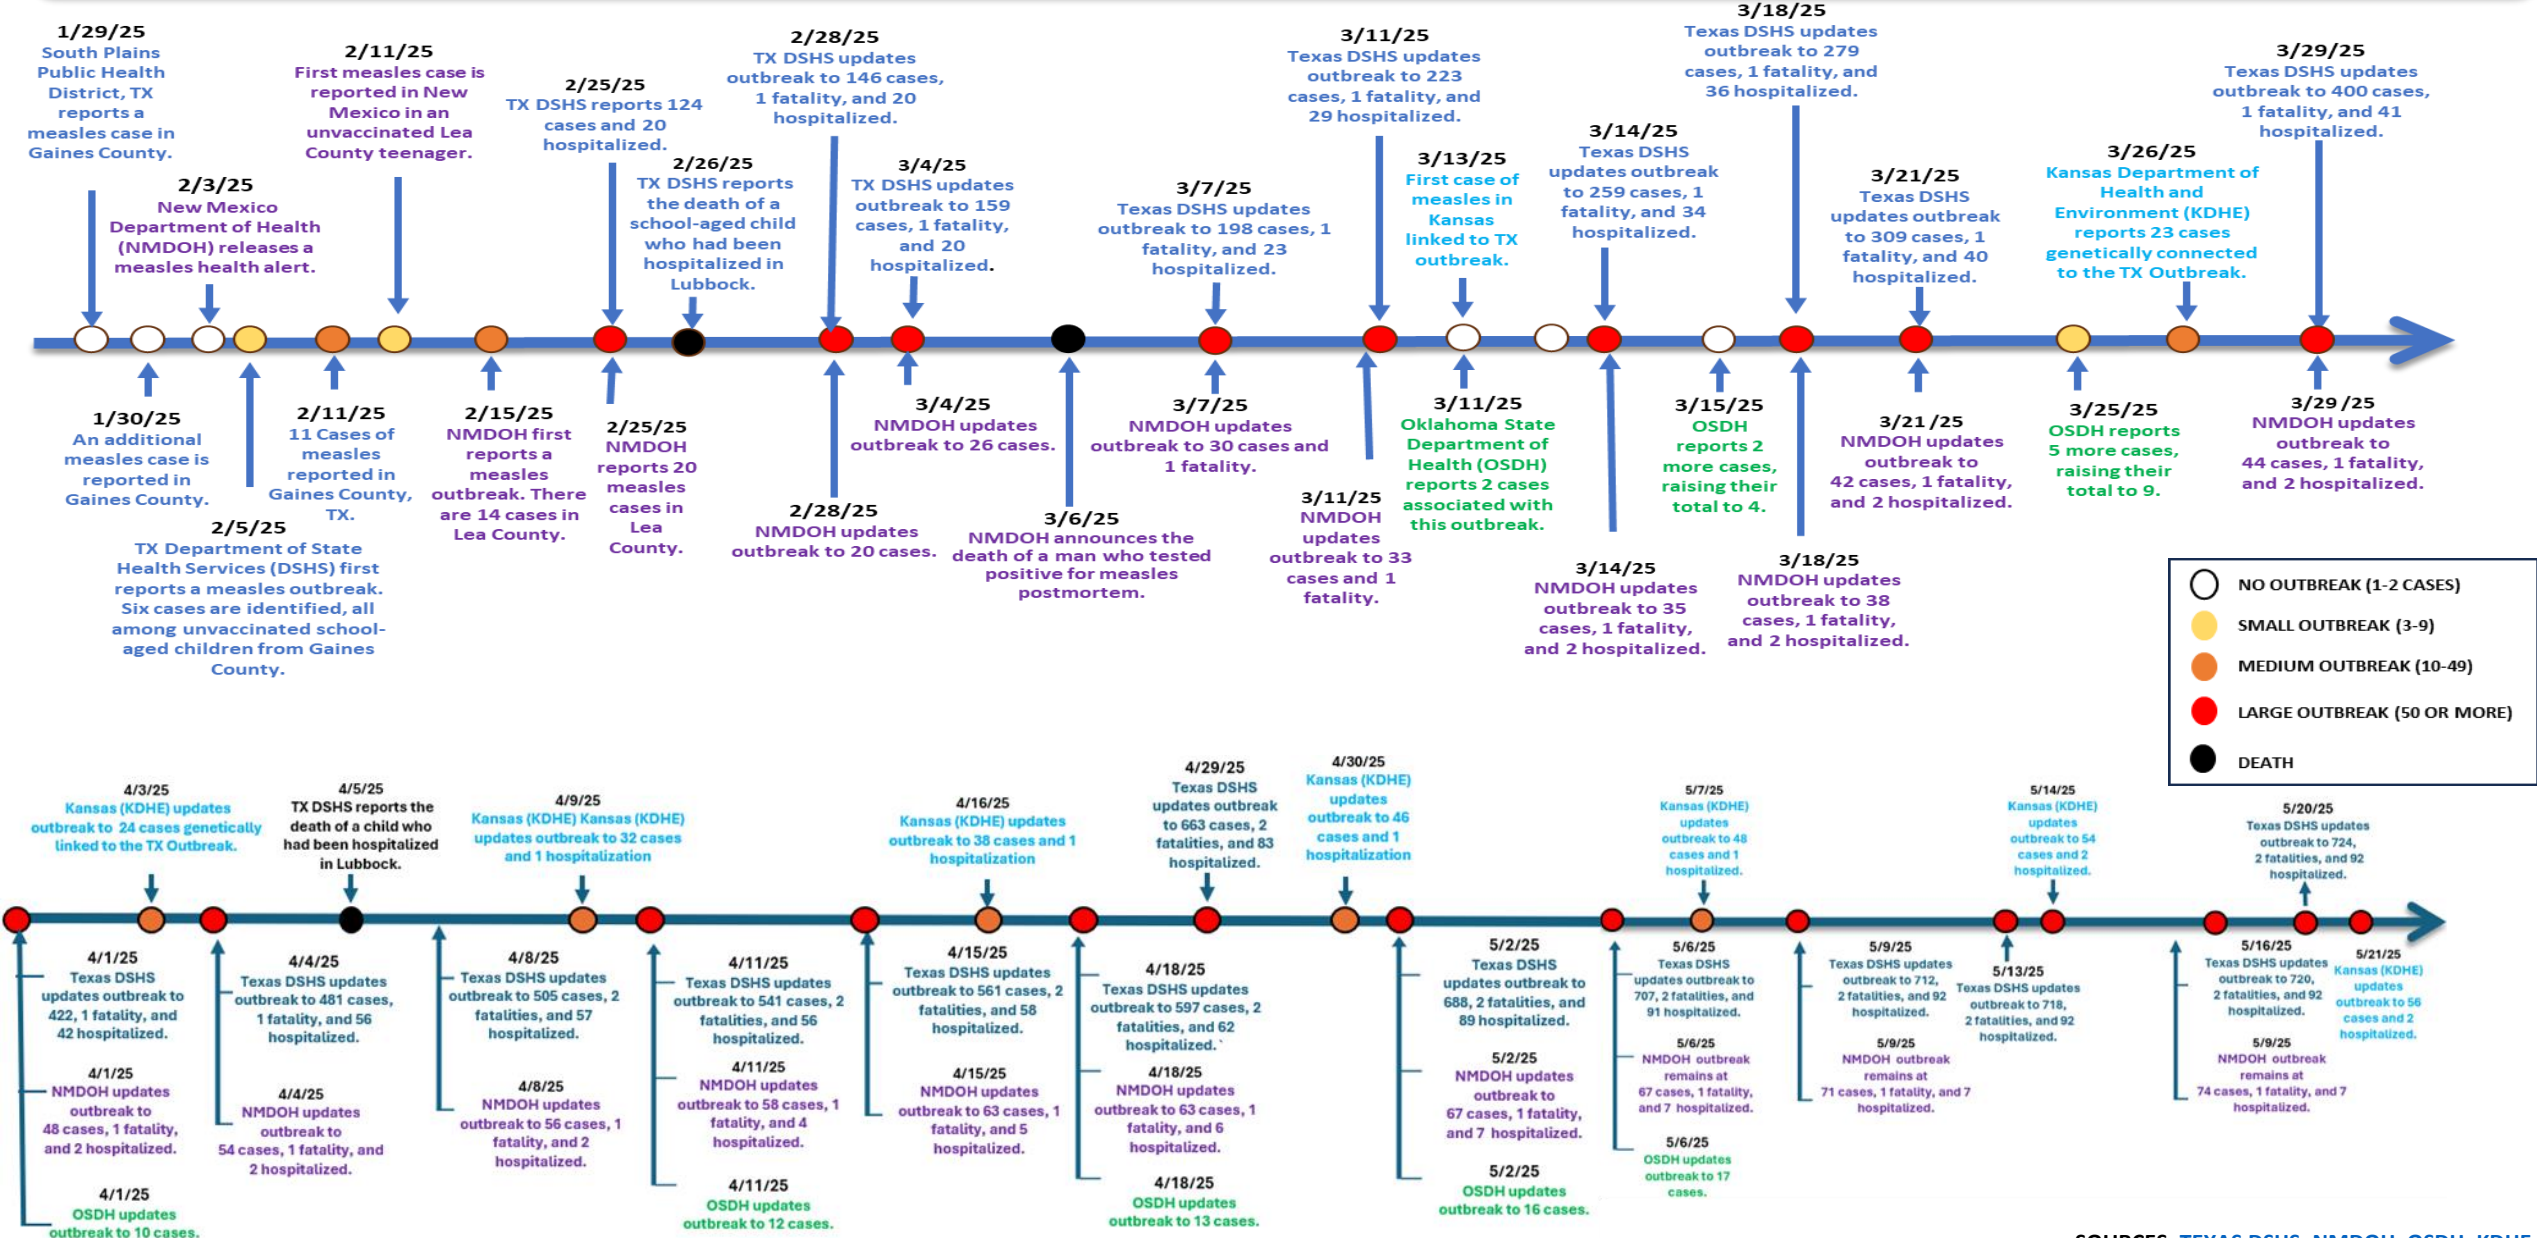 1/29/25
South Plains
Public Health
District, TX
reports a
measles case in
Gaines County.
2/3/25
New Mexico
Department of Health
(NMDOH) releases a
measles health alert.
2/11/25
First measles case is
reported in New
Mexico in an
unvaccinated Lea
County teenager.
2/25/25
TX DSHS reports 124
cases and 20
hospitalized.
2/26/25
TX DSHS reports
the death of a
school-aged child
who had been
hospitalized in
Lubbock.
2/28/25
TX DSHS updates
outbreak to 146 cases,
1 fatality, and 20
hospitalized.
3/4/25
TX DSHS updates
outbreak to 159
cases, 1 fatality,
and 20
hospitalized.
3/7/25
Texas DSHS updates
outbreak to 198 cases, 1
fatality, and 23
hospitalized.
3/11/25
Texas DSHS updates
outbreak to 223
cases, 1 fatality, and
29 hospitalized.
3/13/25
First case of
measles in
Kansas
linked to TX
outbreak.
3/14/25
Texas DSHS
updates outbreak
to 259 cases, 1
fatality, and 34
hospitalized.
3/18/25
Texas DSHS updates
outbreak to 279
cases, 1 fatality, and
36 hospitalized.
3/21/25
Texas DSHS
updates outbreak
to 309 cases, 1
fatality, and 40
hospitalized.
3/26/25
Kansas Department of
Health and
Environment (KDHE)
reports 23 cases
genetically connected
to the TX Outbreak.
3/29/25
Texas DSHS updates
outbreak to 400 cases,
1 fatality, and 41
hospitalized.
1/30/25
An additional
measles case is
reported in
Gaines County.
2/5/25
TX Department of State
Health Services (DSHS) first
reports a measles outbreak.
Six cases are identified, all
among unvaccinated school-
aged children from Gaines
County.
2/11/25
11 Cases of
measles
reported in
Gaines County,
TX.
2/15/25
NMDOH first
reports a
measles
outbreak. There
are 14 cases in
Lea County.
2/25/25
NMDOH
reports 20
measles
cases in
Lea
County.
2/28/25
NMDOH updates
outbreak to 20 cases.
3/4/25
NMDOH updates
outbreak to 26 cases.
3/6/25
NMDOH announces the
death of a man who tested
positive for measles
postmortem.
3/7/25
NMDOH updates
outbreak to 30 cases and
1 fatality.
3/11/25
NMDOH
updates
outbreak to 33
cases and 1
fatality.
3/11/25
Oklahoma State
Department of
Health (OSDH)
reports 2 cases
associated with
this outbreak.
3/14/25
NMDOH updates
outbreak to 35
cases, 1 fatality,
and 2 hospitalized.
3/15/25
OSDH
reports 2
more cases,
raising their
total to 4.
3/18/25
NMDOH updates
outbreak to 38
cases, 1 fatality,
and 2 hospitalized.
3/21/25
NMDOH updates
outbreak to
42 cases, 1 fatality,
and 2 hospitalized.
3/25/25
OSDH reports
5 more cases,
raising their
total to 9.
3/29 /25
NMDOH updates
outbreak to
44 cases, 1 fatality,
and 2 hospitalized.
NO OUTBREAK (1-2 CASES)
SMALL OUTBREAK (3-9)
MEDIUM OUTBREAK (10-49)
LARGE OUTBREAK (50 OR MORE)
DEATH
4/3/25
Kansas (KDHE) updates
outbreak to 24 cases genetically
linked to the TX Outbreak.
4/5/25
TX DSHS reports the
death of a child who
had been hospitalized
in Lubbock.
4/9/25
Kansas (KDHE) Kansas (KDHE)
updates outbreak to 32 cases
and 1 hospitalization
4/16/25
Kansas (KDHE) updates
outbreak to 38 cases and 1
hospitalization
4/29/25
Texas DSHS
updates outbreak
to 663 cases, 2
fatalities, and 83
hospitalized.
4/30/25
Kansas (KDHE)
updates
outbreak to 46
cases and 1
hospitalization
5/7/25
Kansas (KDHE)
updates
outbreak to 48
cases and 1
hospitalized.
5/14/25
Kansas (KDHE)
updates
outbreak to 54
cases and 2
hospitalized.
5/20/25
Texas DSHS updates
outbreak to 724,
2 fatalities, and 92
hospitalized.
4/1/25
Texas DSHS
updates outbreak to
422, 1 fatality, and
42 hospitalized.
4/1/25
NMDOH updates
outbreak to
48 cases, 1 fatality,
and 2 hospitalized.
4/1/25
OSDH updates
outbreak to 10 cases.
4/4/25
Texas DSHS updates
outbreak to 481 cases,
1 fatality, and 56
hospitalized.
4/4/25
NMDOH updates
outbreak to
54 cases, 1 fatality, and
2 hospitalized.
4/8/25
Texas DSHS updates
outbreak to 505 cases, 2
fatalities, and 57
hospitalized.
4/8/25
NMDOH updates
outbreak to 56 cases, 1
fatality, and 2
hospitalized.
4/11/25
Texas DSHS updates
outbreak to 541 cases, 2
fatalities, and 56
hospitalized.
4/11/25
NMDOH updates
outbreak to 58 cases, 1
fatality, and 4
hospitalized.
4/11/25
OSDH updates
outbreak to 12 cases.
4/15/25
Texas DSHS updates
outbreak to 561 cases, 2
fatalities, and 58
hospitalized.
4/15/25
NMDOH updates
outbreak to 63 cases, 1
fatality, and 5
hospitalized.
4/18/25
Texas DSHS updates
outbreak to 597 cases, 2
fatalities, and 62
hospitalized.`
4/18/25
NMDOH updates
outbreak to 63 cases, 1
fatality, and 6
hospitalized.
4/18/25
OSDH updates
outbreak to 13 cases.
5/2/25
Texas DSHS
updates outbreak to
688, 2 fatalities, and
89 hospitalized.
5/2/25
NMDOH updates
outbreak to
67 cases, 1 fatality,
and 7 hospitalized.
5/2/25
OSDH updates
outbreak to 16 cases.
5/6/25
Texas DSHS
updates outbreak to
707, 2 fatalities, and
91 hospitalized.
5/6/25
NMDOH outbreak
remains at
67 cases, 1 fatality,
and 7 hospitalized.
5/6/25
OSDH updates
outbreak to 17
cases.
5/9/25
Texas DSHS updates
outbreak to 712,
2 fatalities, and 92
hospitalized.
5/9/25
NMDOH outbreak
remains at
71 cases, 1 fatality, and 7
hospitalized.
5/13/25
Texas DSHS updates
outbreak to 718,
2 fatalities, and 92
hospitalized.
5/16/25
Texas DSHS updates
outbreak to 720,
2 fatalities, and 92
hospitalized.
5/9/25
NMDOH outbreak
remains at
74 cases, 1 fatality, and 7
hospitalized.
5/21/25
Kansas (KDHE)
updates
outbreak to 56
cases and 2
hospitalized.
SOURCES: TEXAS DSHS, NMDOH, OSDH, KDHE